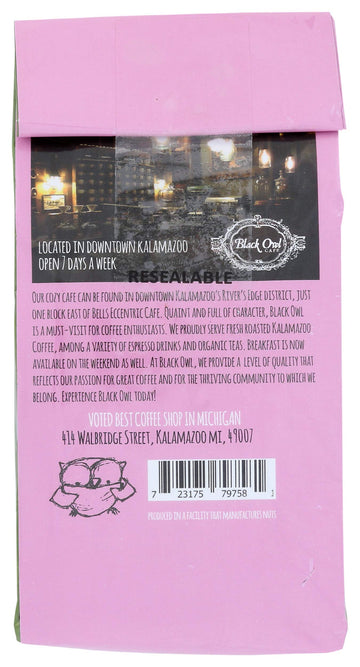 LOCATED IN DOWNTOWN KALAMAZOO
OPEN 7 DAYS A WEEK
Black Owl
CAFE
RESEALABLE
OUR COZY CAFE CAN BE FOUND IN DOWNTOWN KALAMAZOO'S RIVER'S EDGE DISTRICT, JUST
ONE BLOCK EAST OF BELLS ECCENTRIC CAFE. QUAINT AND FULL OF CHARACTER, BLACK OWL
IS A MUST-VISIT FOR COFFEE ENTHUSIASTS. WE PROUDLY SERVE FRESH ROASTED KALAMAZOO
COFFEE, AMONG A VARIETY OF ESPRESSO DRINKS AND ORGANIC TEAS. BREAKFAST IS NOW
AVAILABLE ON THE WEEKEND AS WELL. AT BLACK OWL, WE PROVIDE A LEVEL OF QUALITY THAT
REFLECTS OUR PASSION FOR GREAT COFFEE AND FOR THE THRIVING COMMUNITY TO WHICH WE
BELONG. EXPERIENCE BLACK OWL TODAY!
VOTED BEST COFFEE SHOP IN MICHIGAN
414 WALBRIDGE STREET, KALAMAZOO MI, 49007
7 23175 79758 1
PRODUCED IN A FACILITY THAT MANUFACTURES NUTS